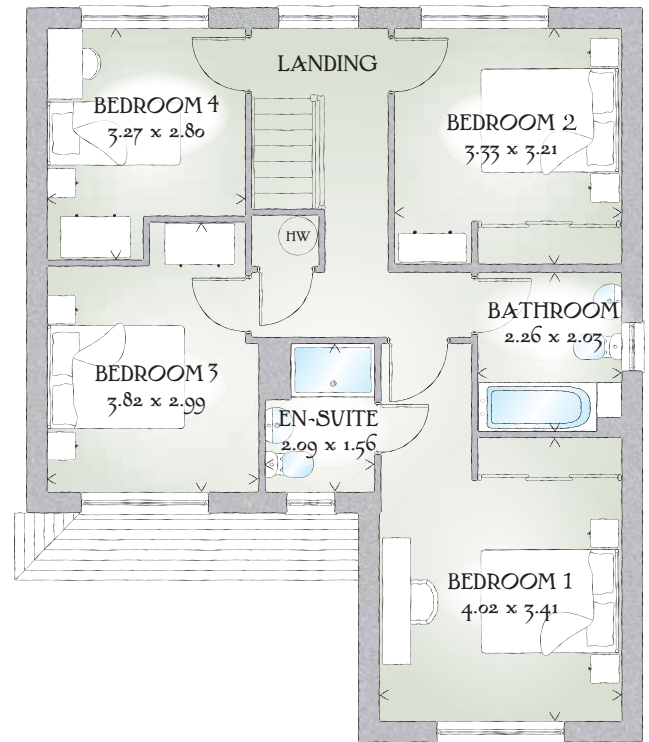 LANDING
BEDROOM 4
3.27 x 2.80
BEDROOM 2
3.33 x 3.21
HW
BATHROOM
2.26 x 2.03
BEDROOM 3
3.82 x 2.99
EN-SUITE
2.09 x 1.56
BEDROOM 1
4.02 x 3.41